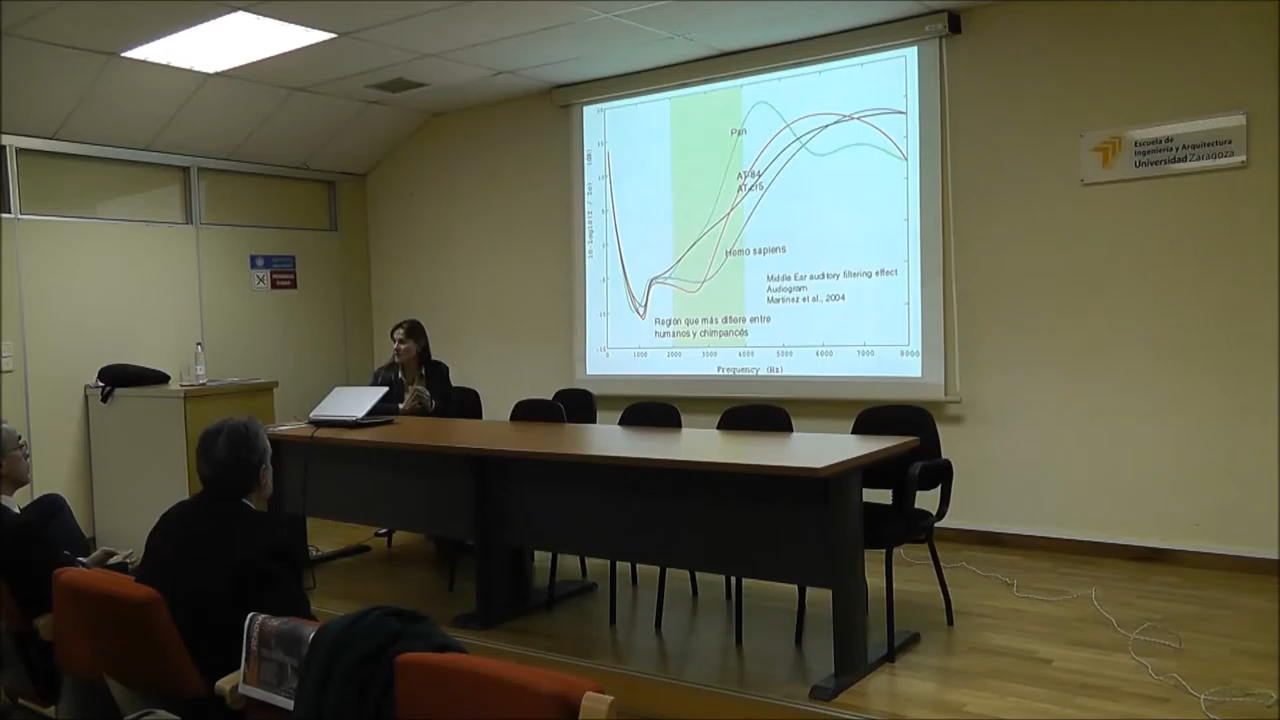 Pan
AT-84
AT-15
Homo sapiens
Middle Ear auditory filtering effect
Audiogram
Martínez et al., 2004
Región que más difiere entre
humanos y chimpancés
0 1000 2000 3000 4000 5000 6000 7000 8000
Frequency (Hz)
Escuela de
Ingeniería y Arquitectura
Universidad Zaragoza